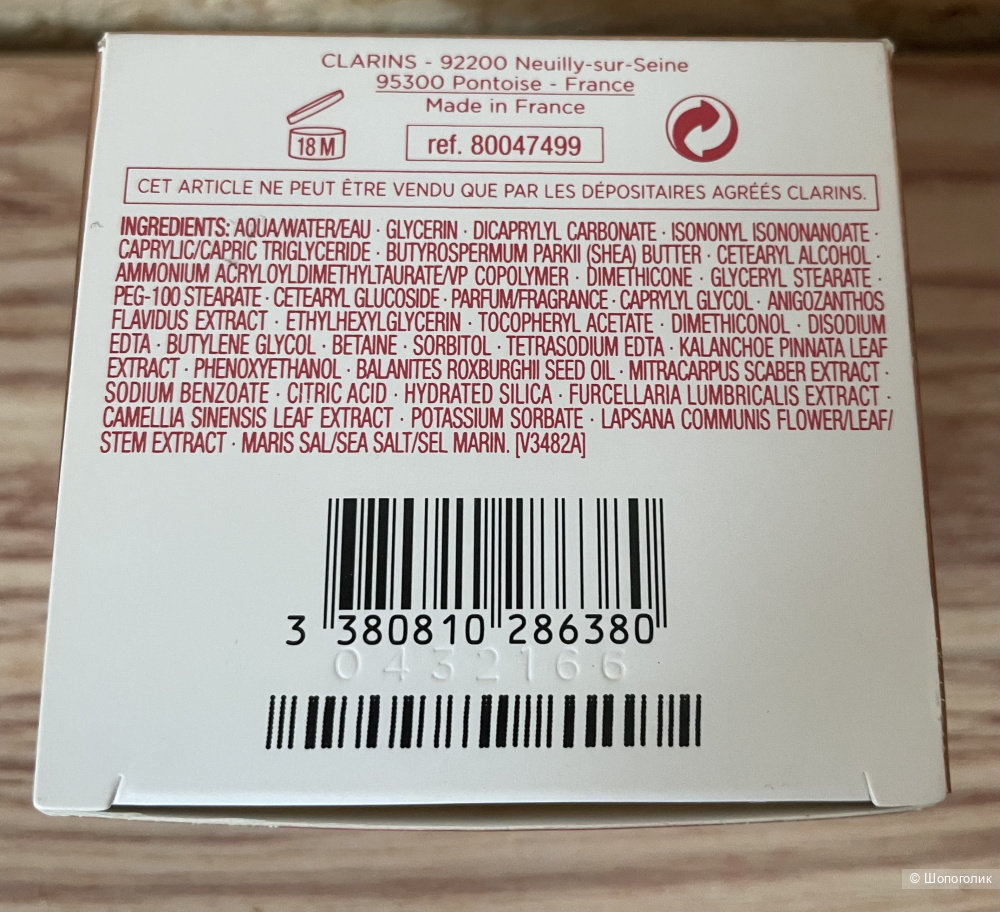 CLARINS - 92200 Neuilly-sur-Seine
95300 Pontoise - France
Made in France
18 M
ref. 80047499
CET ARTICLE NE PEUT ÊTRE VENDU QUE PAR LES DÉPOSITAIRES AGRÉÉS CLARINS.
INGREDIENTS: AQUA/WATER/EAU · GLYCERIN · DICAPRYLYL CARBONATE · ISONONYL ISONONANOATE ·
CAPRYLIC/CAPRIC TRIGLYCERIDE · BUTYROSPERMUM PARKII (SHEA) BUTTER · CETEARYL ALCOHOL ·
AMMONIUM ACRYLOYLDIMETHYLTAURATE/VP COPOLYMER · DIMETHICONE · GLYCERYL STEARATE ·
PEG-100 STEARATE · CETEARYL GLUCOSIDE · PARFUM/FRAGRANCE · CAPRYLYL GLYCOL · ANIGOZANTHOS
FLAVIDUS EXTRACT · ETHYLHEXYLGLYCERIN · TOCOPHERYL ACETATE · DIMETHICONOL · DISODIUM
EDTA · BUTYLENE GLYCOL · BETAINE · SORBITOL · TETRASODIUM EDTA · KALANCHOE PINNATA LEAF
EXTRACT · PHENOXYETHANOL · BALANITES ROXBURGHII SEED OIL · MITRACARPUS SCABER EXTRACT ·
SODIUM BENZOATE · CITRIC ACID · HYDRATED SILICA · FURCELLARIA LUMBRICALIS EXTRACT ·
CAMELLIA SINENSIS LEAF EXTRACT · POTASSIUM SORBATE · LAPSANA COMMUNIS FLOWER/LEAF/
STEM EXTRACT · MARIS SAL/SEA SALT/SEL MARIN. [V3482A]
3 380810 286380
0432166
© Шопоголик